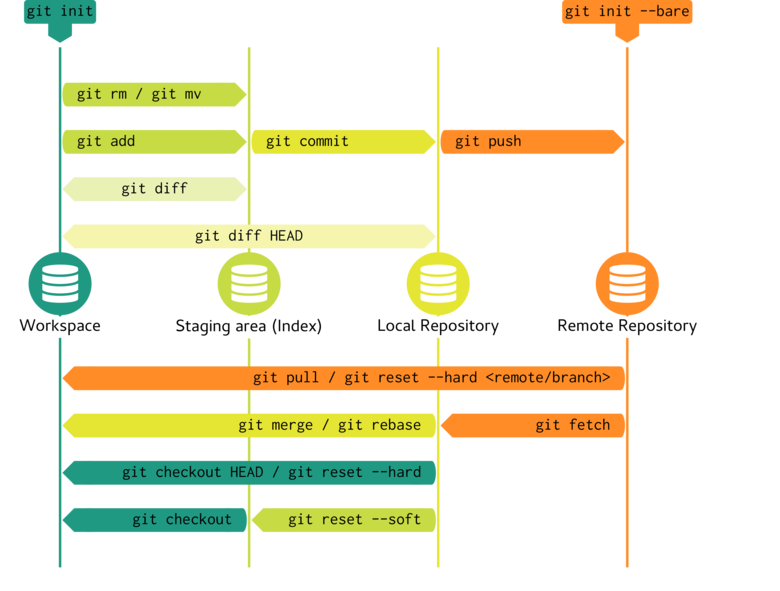 git init
git init --bare
git rm / git mv
git add
git commit
git push
git diff
git diff HEAD
Workspace
Staging area (Index)
Local Repository
Remote Repository
git pull / git reset --hard <remote/branch>
git merge / git rebase
git fetch
git checkout HEAD / git reset --hard
git checkout
git reset --soft